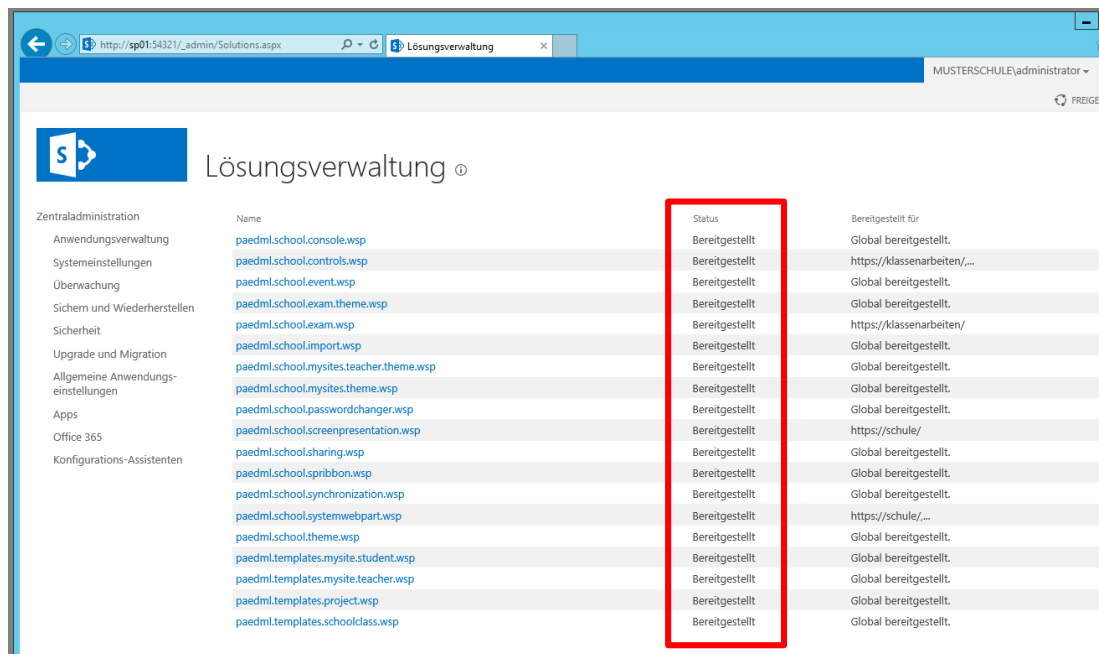 http://sp01:54321/_admin/Solutions.aspx
Lösungsverwaltung
MUSTERSCHULE\administrator
FREIGE
S
Lösungsverwaltung
Zentraladministration
Anwendungsverwaltung
Systemeinstellungen
Überwachung
Sichern und Wiederherstellen
Sicherheit
Upgrade und Migration
Allgemeine Anwendungs-
einstellungen
Apps
Office 365
Konfigurations-Assistenten
Name Status Bereitgestellt für
paedml.school.console.wsp Bereitgestellt Global bereitgestellt.
paedml.school.controls.wsp Bereitgestellt https://klassenarbeiten/,...
paedml.school.event.wsp Bereitgestellt Global bereitgestellt.
paedml.school.exam.theme.wsp Bereitgestellt Global bereitgestellt.
paedml.school.exam.wsp Bereitgestellt https://klassenarbeiten/
paedml.school.import.wsp Bereitgestellt Global bereitgestellt.
paedml.school.mysites.teacher.theme.wsp Bereitgestellt Global bereitgestellt.
paedml.school.mysites.theme.wsp Bereitgestellt Global bereitgestellt.
paedml.school.passwordchanger.wsp Bereitgestellt Global bereitgestellt.
paedml.school.screenpresentation.wsp Bereitgestellt https://schule/
paedml.school.sharing.wsp Bereitgestellt Global bereitgestellt.
paedml.school.spribbon.wsp Bereitgestellt Global bereitgestellt.
paedml.school.synchronization.wsp Bereitgestellt Global bereitgestellt.
paedml.school.systemwebpart.wsp Bereitgestellt https://schule/,...
paedml.school.theme.wsp Bereitgestellt Global bereitgestellt.
paedml.templates.mysite.student.wsp Bereitgestellt Global bereitgestellt.
paedml.templates.mysite.teacher.wsp Bereitgestellt Global bereitgestellt.
paedml.templates.project.wsp Bereitgestellt Global bereitgestellt.
paedml.templates.schoolclass.wsp Bereitgestellt Global bereitgestellt.